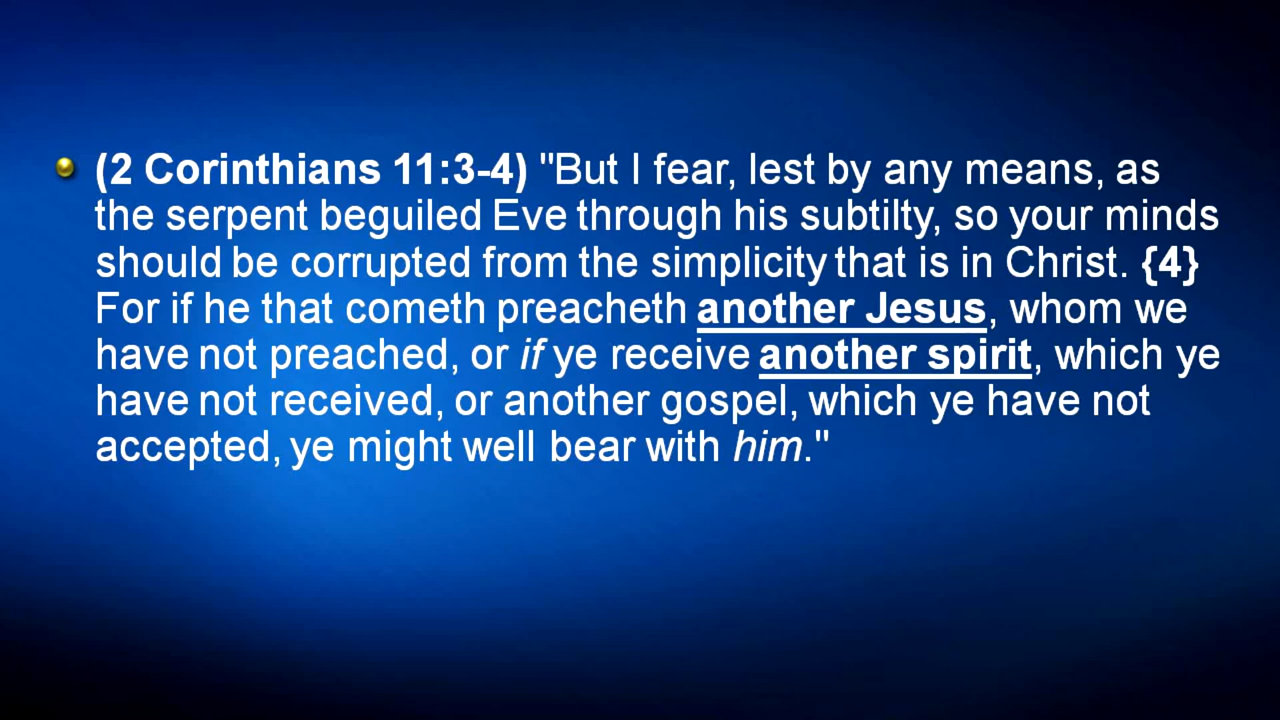 (2 Corinthians 11:3-4) "But I fear, lest by any means, as
the serpent beguiled Eve through his subtilty, so your minds
should be corrupted from the simplicity that is in Christ. {4}
For if he that cometh preacheth another Jesus, whom we
have not preached, or if ye receive another spirit, which ye
have not received, or another gospel, which ye have not
accepted, ye might well bear with him."